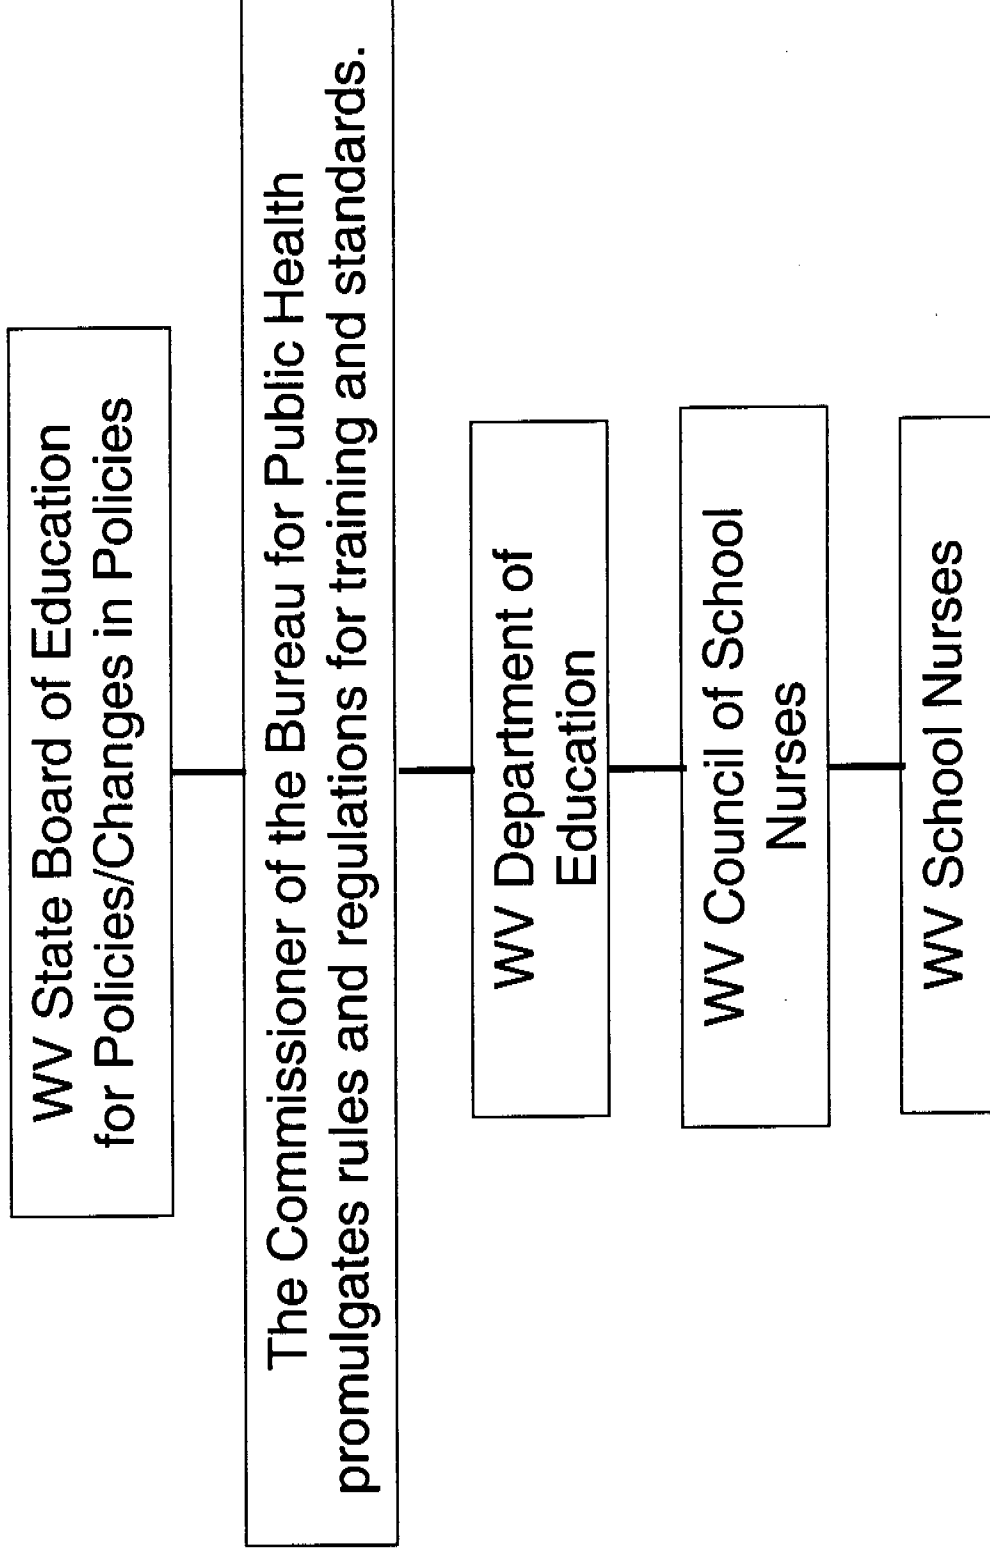 WV State Board of Education
for Policies/Changes in Policies
The Commissioner of the Bureau for Public Health
promulgates rules and regulations for training and standards.
WV Department of
Education
WV Council of School
Nurses
WV School Nurses